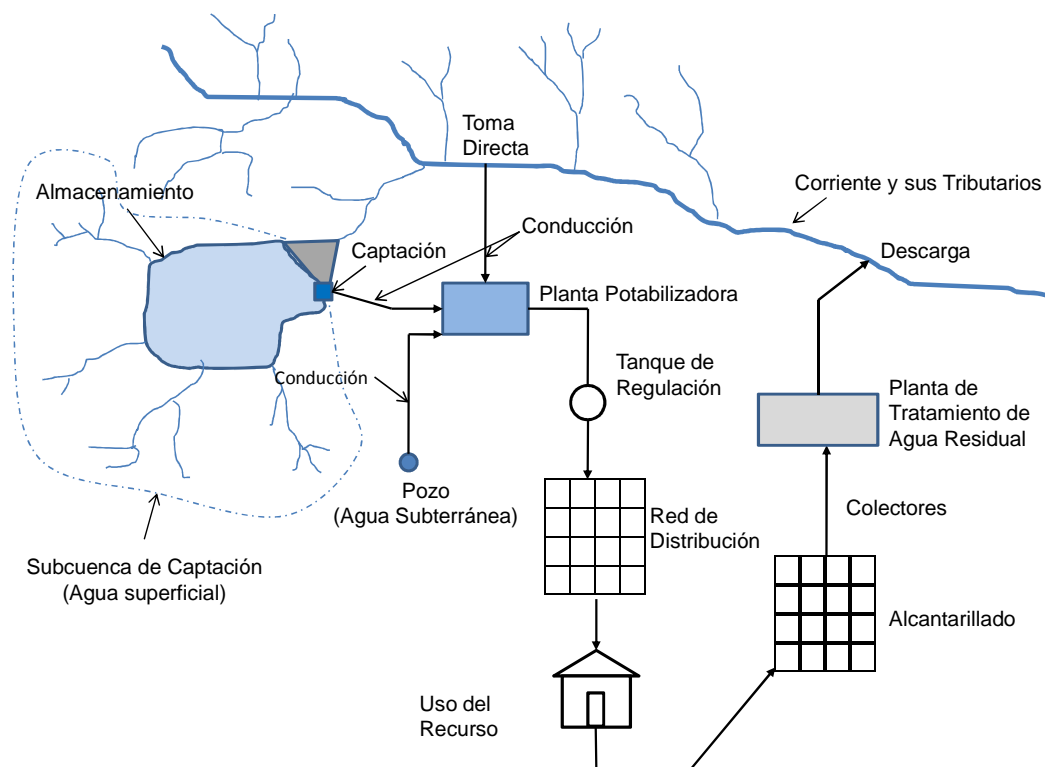 Toma
Directa
Almacenamiento
Corriente y sus Tributarios
Conducción
Captación
Descarga
Planta Potabilizadora
Tanque de
Regulación
Conducción
Planta de
Tratamiento de
Agua Residual
Pozo
(Agua Subterránea)
Colectores
Red de
Distribución
Subcuenca de Captación
(Agua superficial)
Alcantarillado
Uso del
Recurso